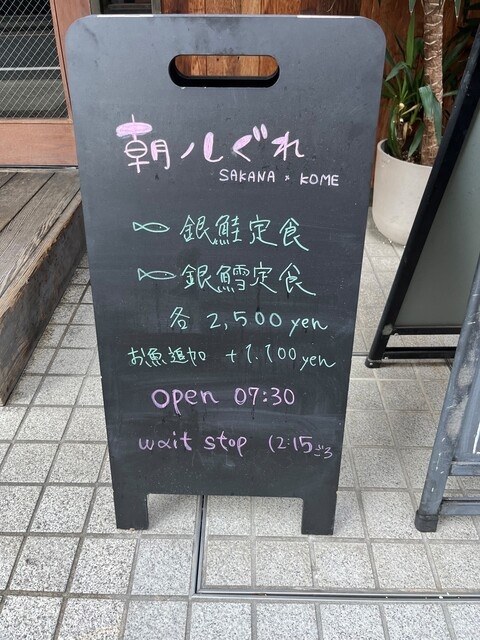 朝ノしぐれ
SAKANA × KOME
銀鮭定食
銀鱈定食
各 2,500 yen
お魚追加 +1.100 yen
open 07:30
wait stop 12:15ごろ